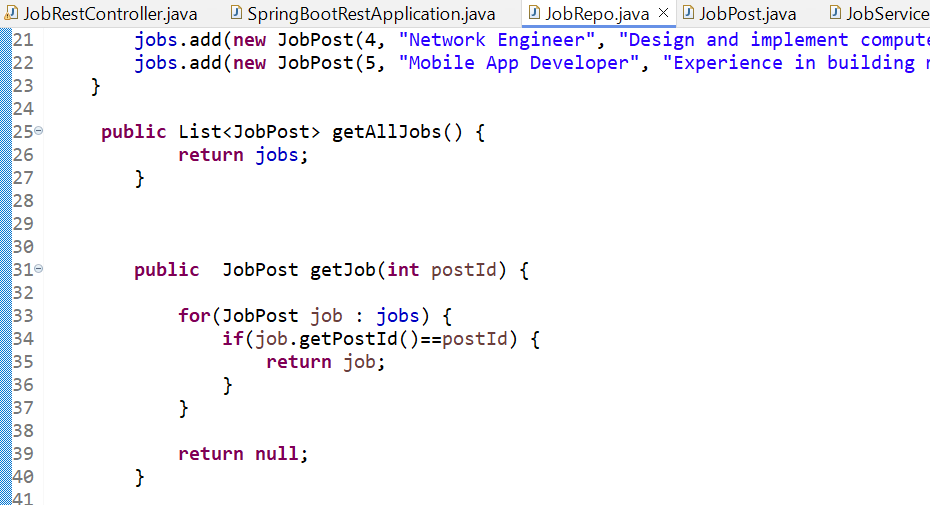 JobRestController.java SpringBootRestApplication.java JobRepo.java JobPost.java JobService
21 jobs.add(new JobPost(4, "Network Engineer", "Design and implement compute
22 jobs.add(new JobPost(5, "Mobile App Developer", "Experience in building
23 }
24
25 public List<JobPost> getAllJobs() {
26 return jobs;
27 }
28
29
30
31 public JobPost getJob(int postId) {
32
33 for(JobPost job : jobs) {
34 if(job.getPostId()==postId) {
35 return job;
36 }
37 }
38
39 return null;
40 }
41